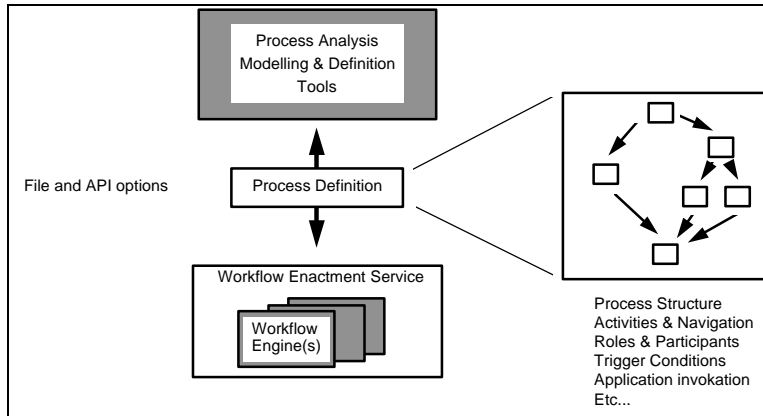 Process Analysis
Modelling & Definition
Tools
File and API options
Process Definition
Workflow Enactment Service
Workflow
Engine(s)
Process Structure
Activities & Navigation
Roles & Participants
Trigger Conditions
Application invokation
Etc...